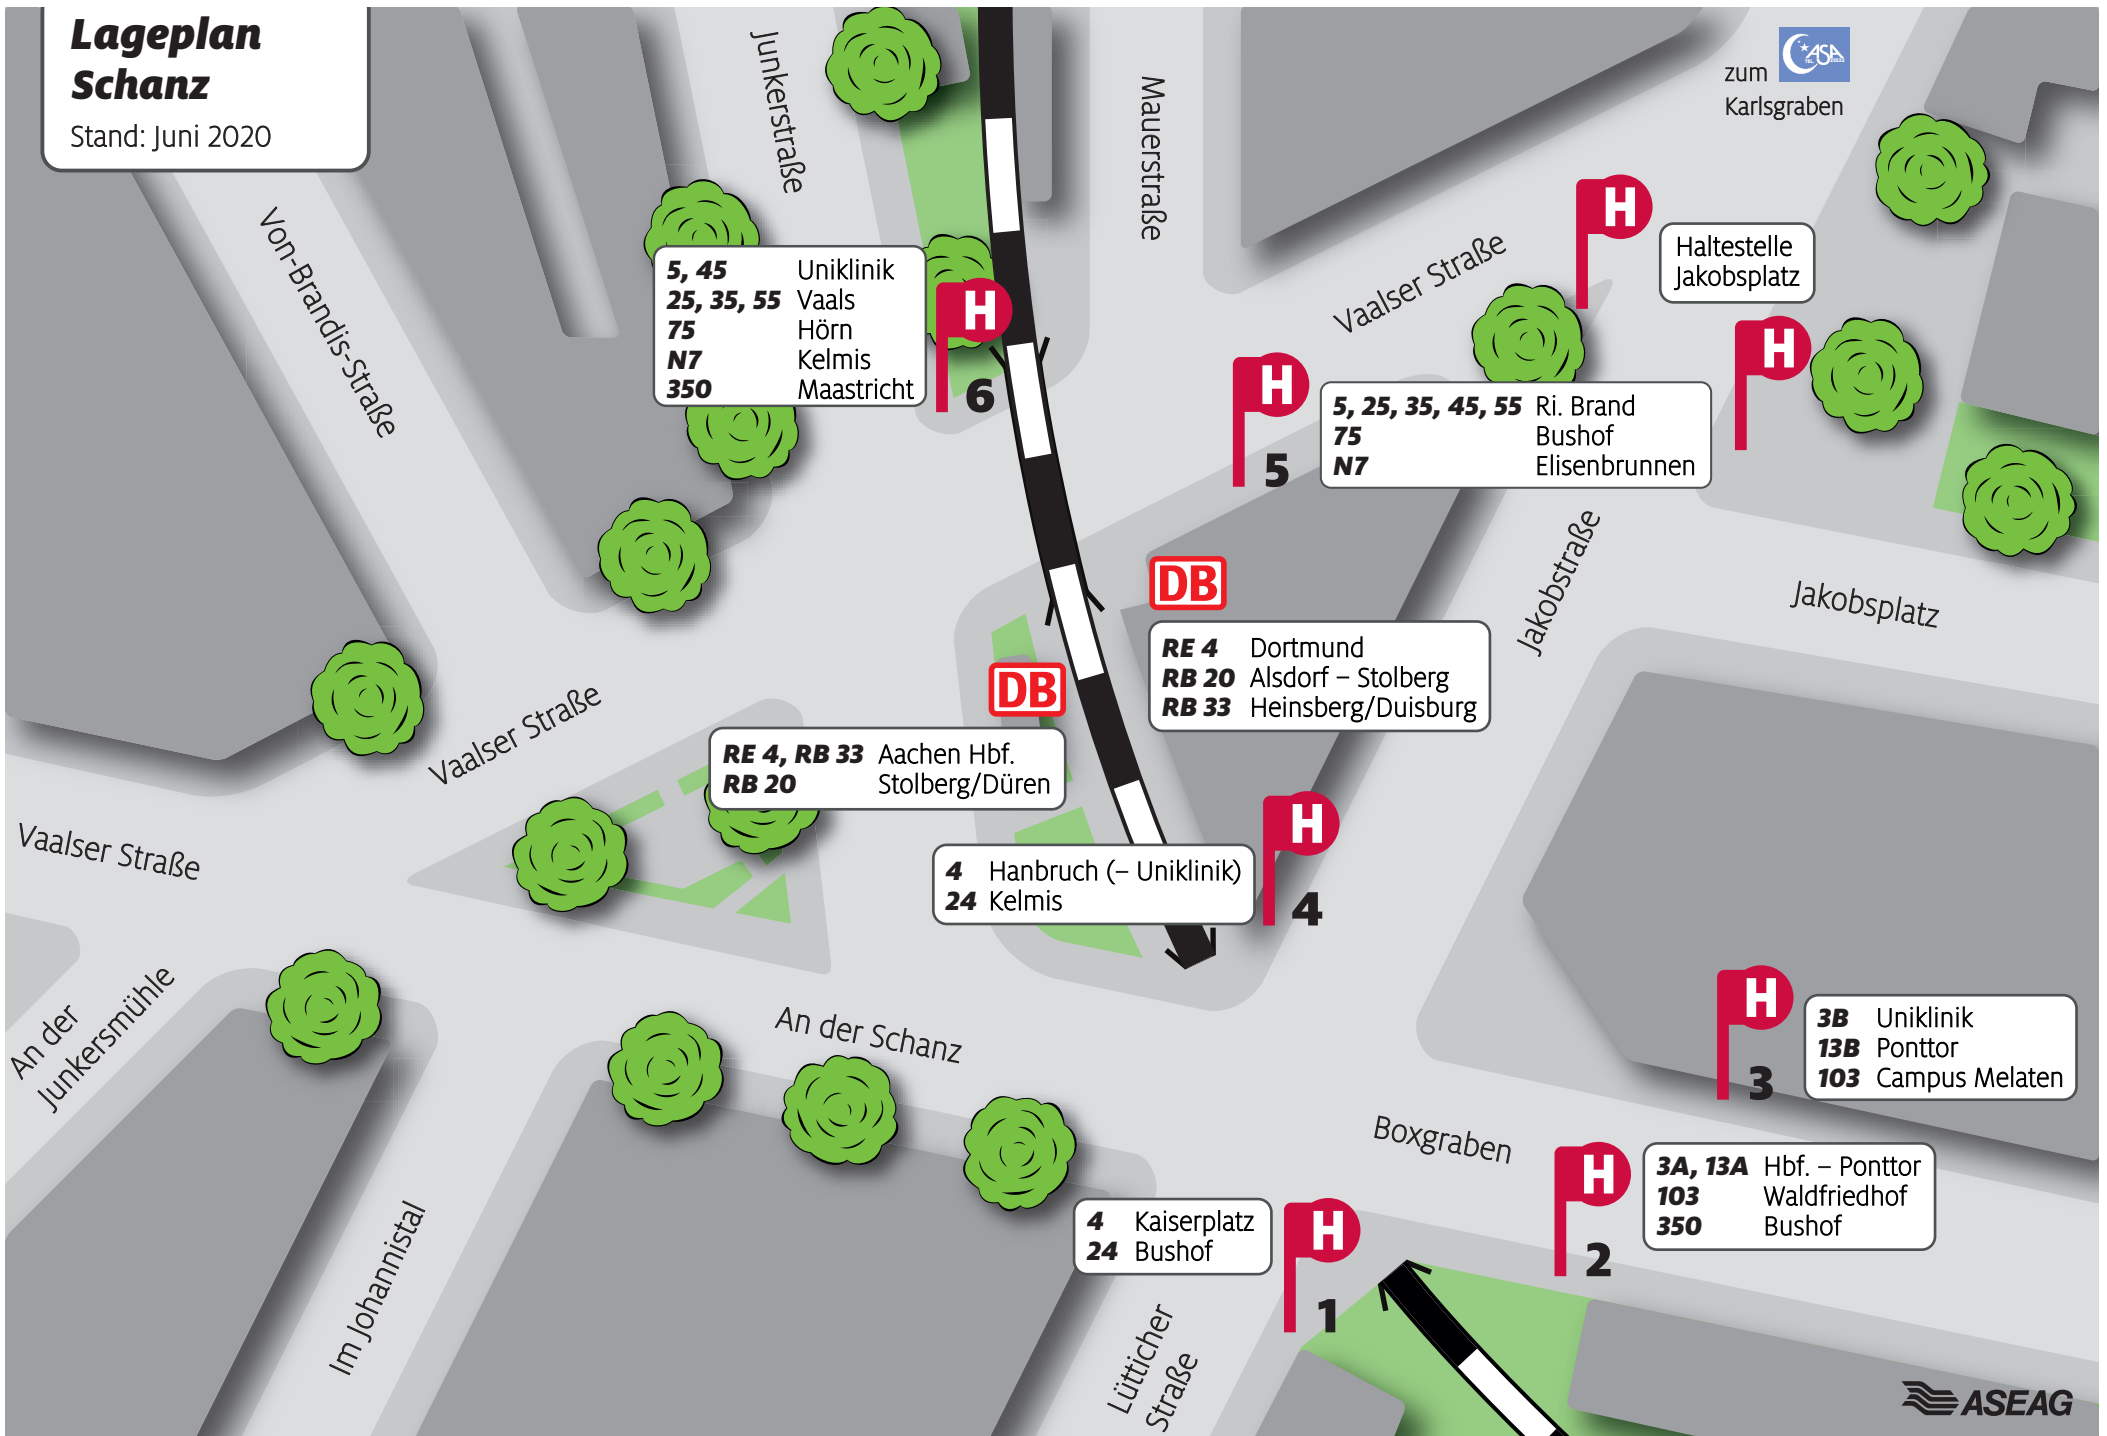 Lageplan
Schanz
Stand: Juni 2020
Junkerstraße
Mauerstraße
zum
ASA
TEL.
Karlsgraben
Von-Brandis-Straße
Vaalser Straße
Haltestelle
Jakobsplatz
H
H
5, 45 Uniklinik
25, 35, 55 Vaals
75 Hörn
N7 Kelmis
350 Maastricht
H
6
H
5
5, 25, 35, 45, 55 Ri. Brand
75 Bushof
N7 Elisenbrunnen
Jakobstraße
Jakobsplatz
DB
RE 4 Dortmund
RB 20 Alsdorf – Stolberg
RB 33 Heinsberg/Duisburg
DB
RE 4, RB 33 Aachen Hbf.
RB 20 Stolberg/Düren
Vaalser Straße
Vaalser Straße
4 Hanbruch (– Uniklinik)
24 Kelmis
H
4
An der
Junkersmühle
An der Schanz
H
3
3B Uniklinik
13B Ponttor
103 Campus Melaten
Boxgraben
H
2
3A, 13A Hbf. – Ponttor
103 Waldfriedhof
350 Bushof
4 Kaiserplatz
24 Bushof
H
1
Im Johannistal
Lütticher
Straße
ASEAG